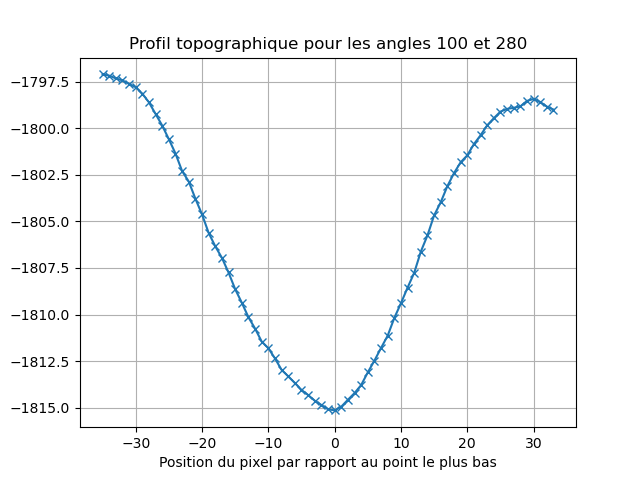 Profil topographique pour les angles 100 et 280
−1797.5
−1800.0
−1802.5
−1805.0
−1807.5
−1810.0
−1812.5
−1815.0
−30 −20 −10 0 10 20 30
Position du pixel par rapport au point le plus bas